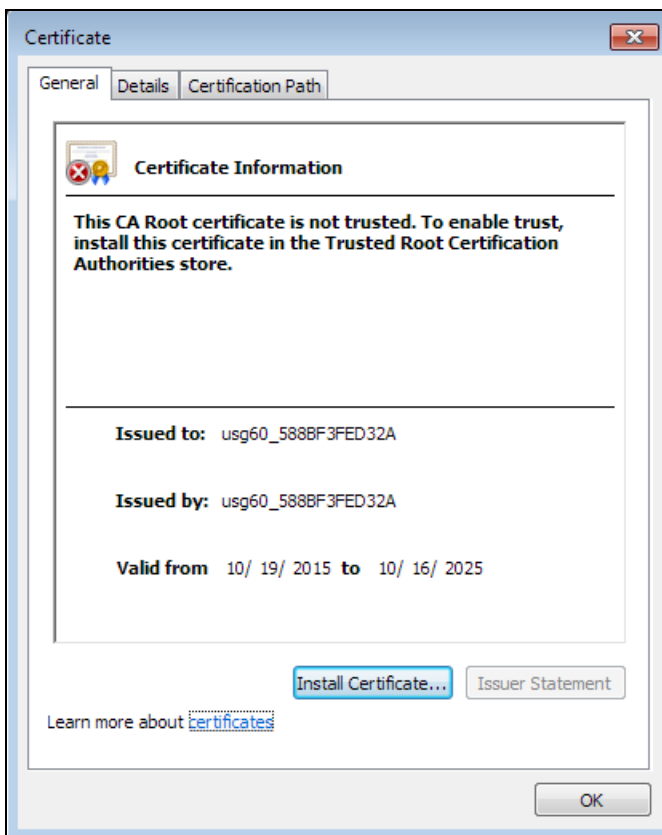 Certificate
General Details Certification Path
Certificate Information
This CA Root certificate is not trusted. To enable trust,
install this certificate in the Trusted Root Certification
Authorities store.
Issued to: usg60_588BF3FED32A
Issued by: usg60_588BF3FED32A
Valid from 10/ 19/ 2015 to 10/ 16/ 2025
Install Certificate... Issuer Statement
Learn more about certificates
OK